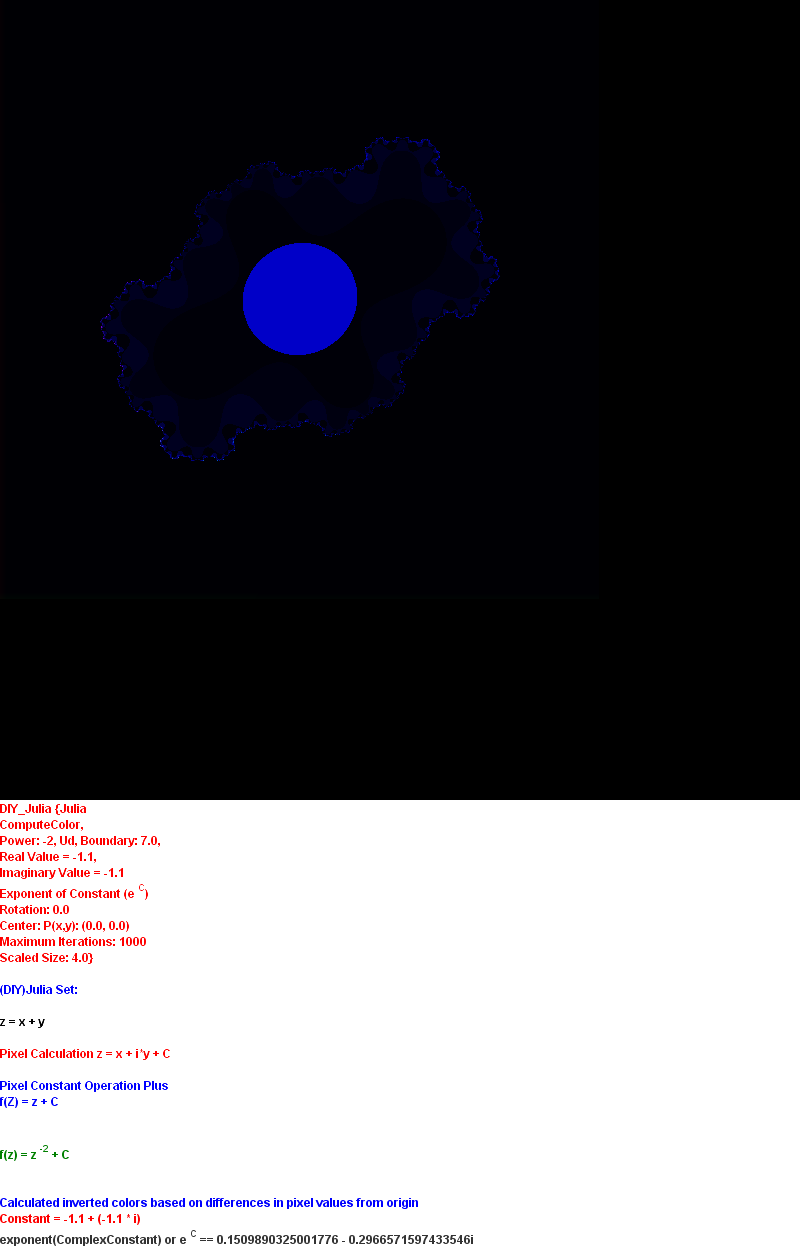 DIY_Julia {Julia
ComputeColor,
Power: -2, Ud, Boundary: 7.0,
Real Value = -1.1,
Imaginary Value = -1.1
Exponent of Constant (e C)
Rotation: 0.0
Center: P(x,y): (0.0, 0.0)
Maximum Iterations: 1000
Scaled Size: 4.0}
(DIY)Julia Set:
z = x + y
Pixel Calculation z = x + i*y + C
Pixel Constant Operation Plus
f(Z) = z + C
f(z) = z -2 + C
Calculated inverted colors based on differences in pixel values from origin
Constant = -1.1 + (-1.1 * i)
exponent(ComplexConstant) or e C == 0.1509890325001776 - 0.2966571597433546i